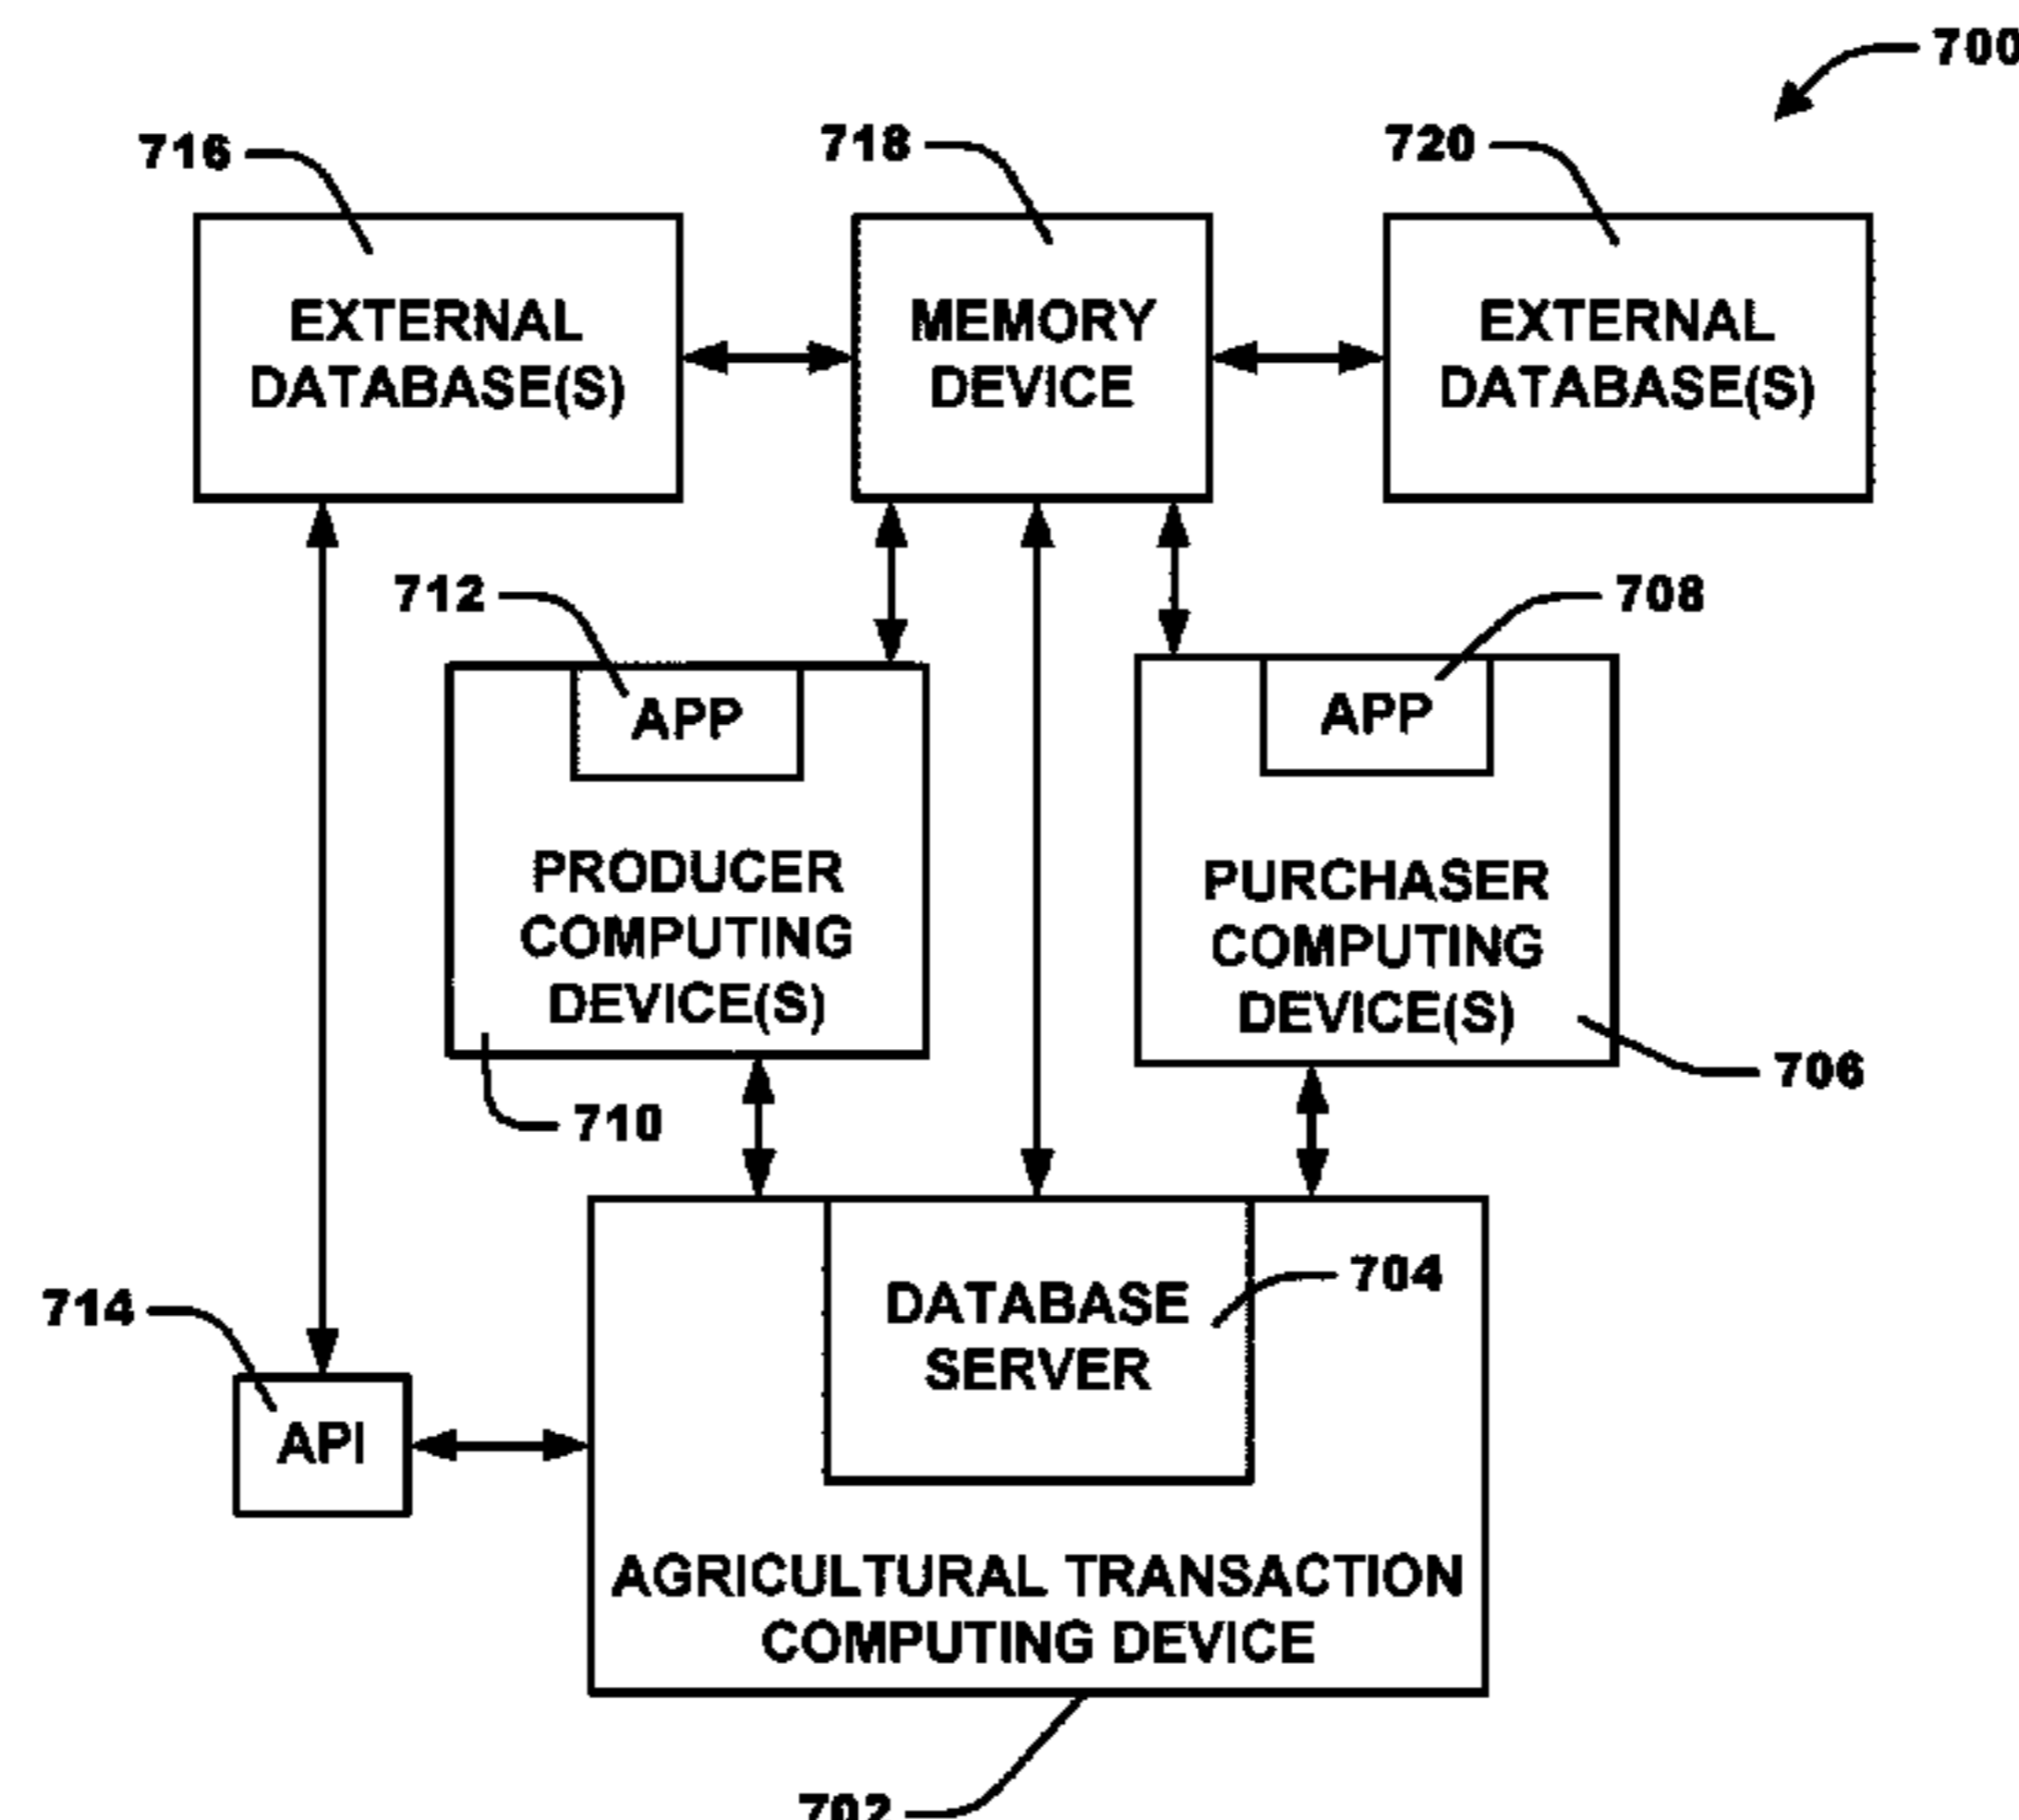 700
716
718
720
EXTERNAL
DATABASE(S)
MEMORY
DEVICE
EXTERNAL
DATABASE(S)
712
708
APP
APP
PRODUCER
COMPUTING
DEVICE(S)
PURCHASER
COMPUTING
DEVICE(S)
706
710
704
DATABASE
SERVER
714
API
AGRICULTURAL TRANSACTION
COMPUTING DEVICE
702